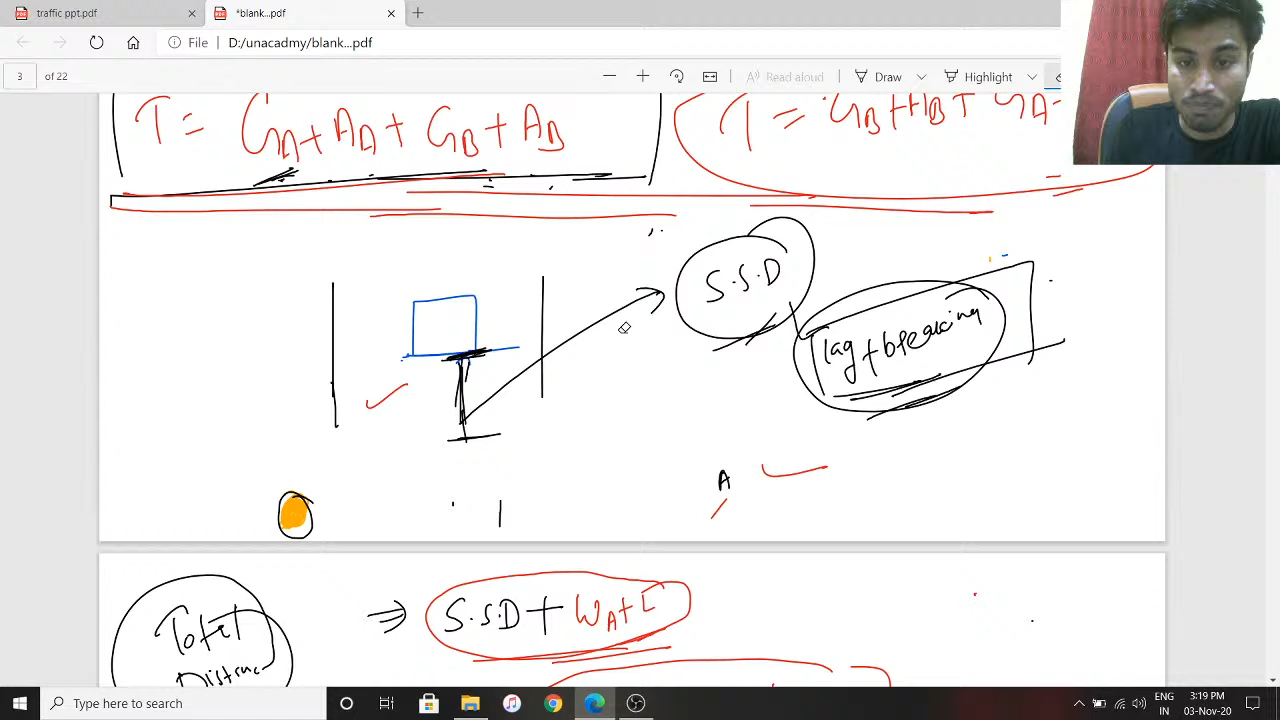 traffic ppt.pdf
*blank...pdf
File D:/unacadmy/blank...pdf
3 of 22
Read aloud
Draw
Highlight
T = GA + AA + GB + AB
T = GB + AB + GA
S.S.D
lag + breaking
A
Total Distanc
⇒ S.S.D + WA + L
Type here to search
ENG
IN
3:19 PM
03-Nov-20